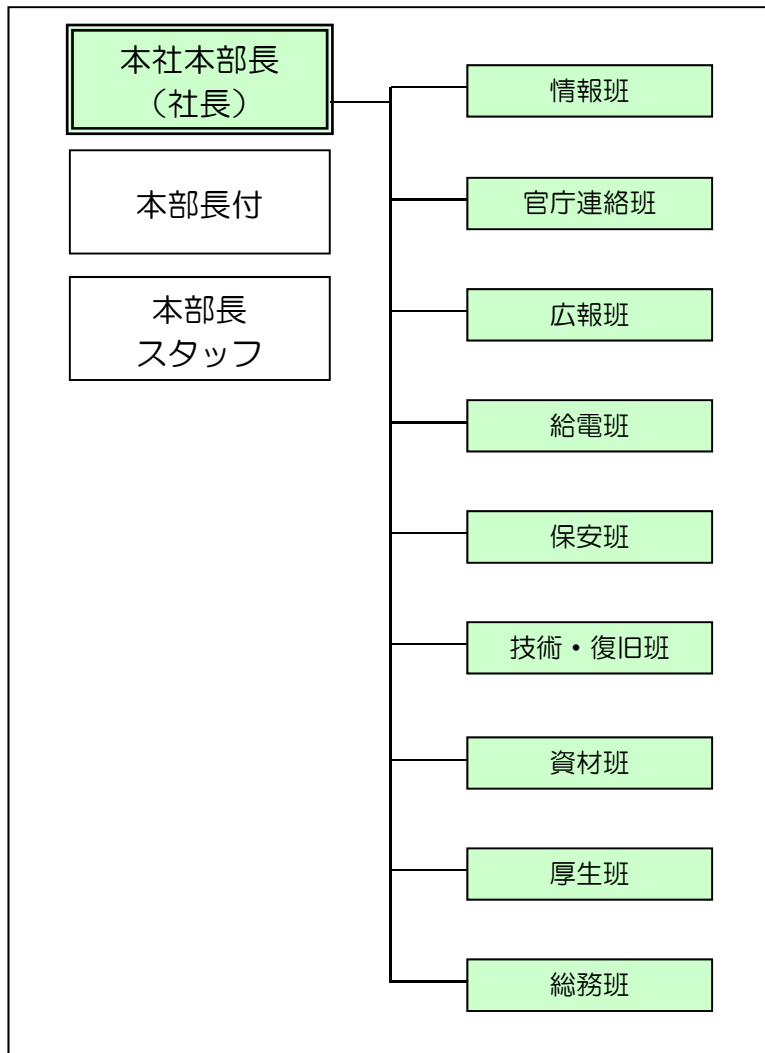 本社本部長
（社長）
本部長付
本部長
スタッフ
情報班
官庁連絡班
広報班
給電班
保安班
技術・復旧班
資材班
厚生班
総務班